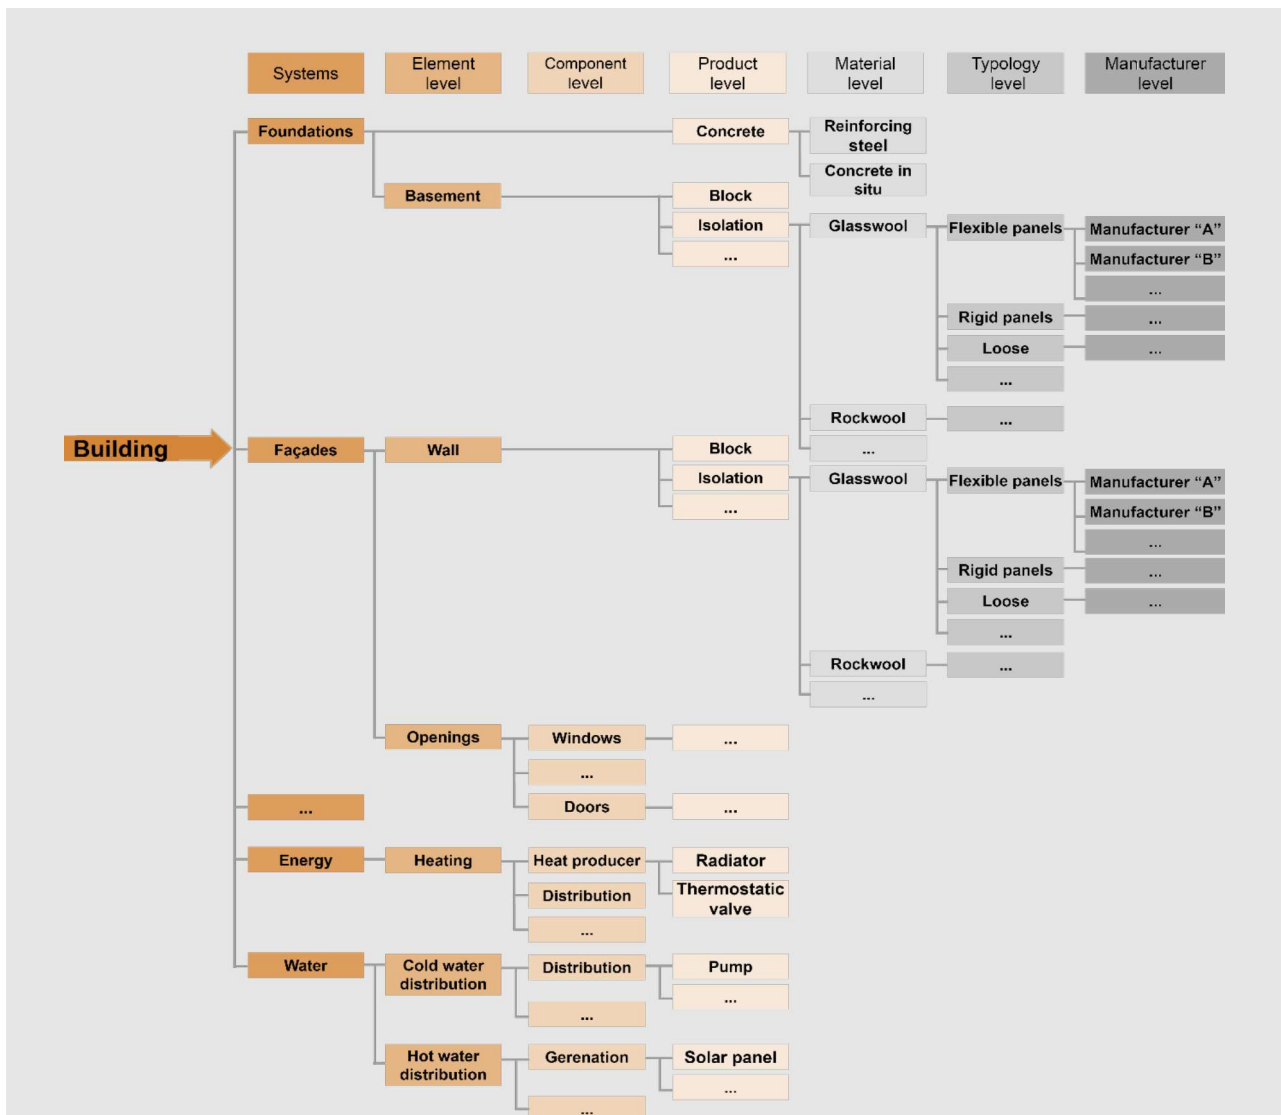 Systems
Element
level
Component
level
Product
level
Material
level
Typology
level
Manufacturer
level
Foundations
Concrete
Reinforcing
steel
Concrete in
situ
Basement
Block
Isolation
Glasswool
Flexible panels
Manufacturer “A”
...
Manufacturer “B”
...
Rigid panels
...
Loose
...
...
Rockwool
...
Building
Façades
Wall
Block
...
Isolation
Glasswool
Flexible panels
Manufacturer “A”
...
Manufacturer “B”
...
Rigid panels
...
Loose
...
...
Rockwool
...
...
Openings
Windows
...
...
...
Doors
...
Energy
Heating
Heat producer
Radiator
Distribution
Thermostatic
valve
...
Water
Cold water
distribution
Distribution
Pump
...
...
Hot water
distribution
Gerenation
Solar panel
...
...